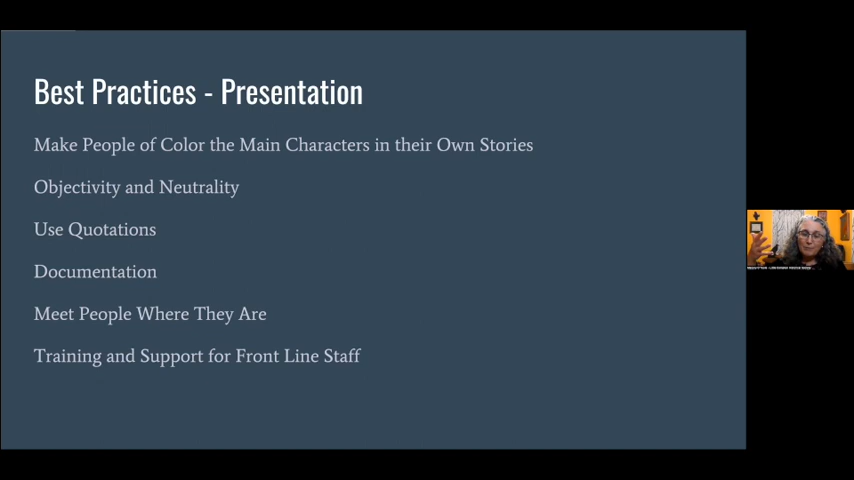 Best Practices - Presentation
Make People of Color the Main Characters in their Own Stories
Objectivity and Neutrality
Use Quotations
Documentation
Meet People Where They Are
Training and Support for Front Line Staff